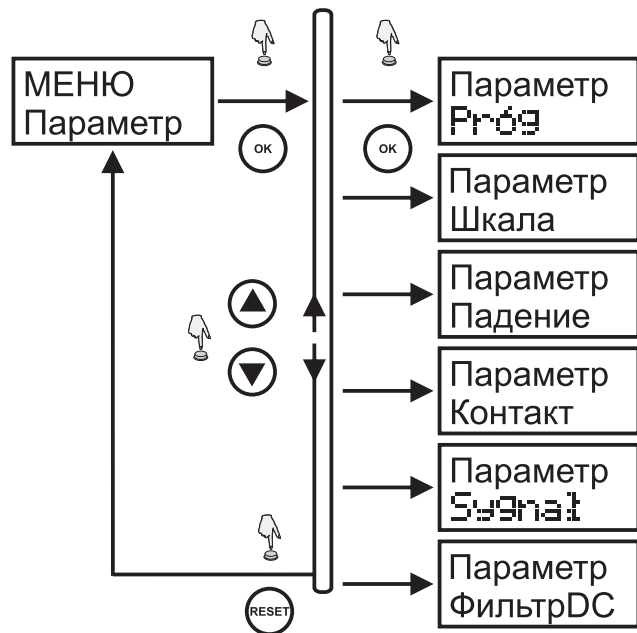 МЕНЮ
Параметр
OK
OK
Параметр
Próg
Параметр
Шкала
Параметр
Падение
Параметр
Контакт
Параметр
Sygnał
Параметр
ФильтрDC
RESET